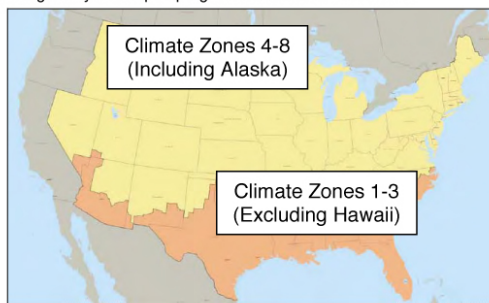 Climate Zones 4-8
(Including Alaska)
Climate Zones 1-3
(Excluding Hawaii)